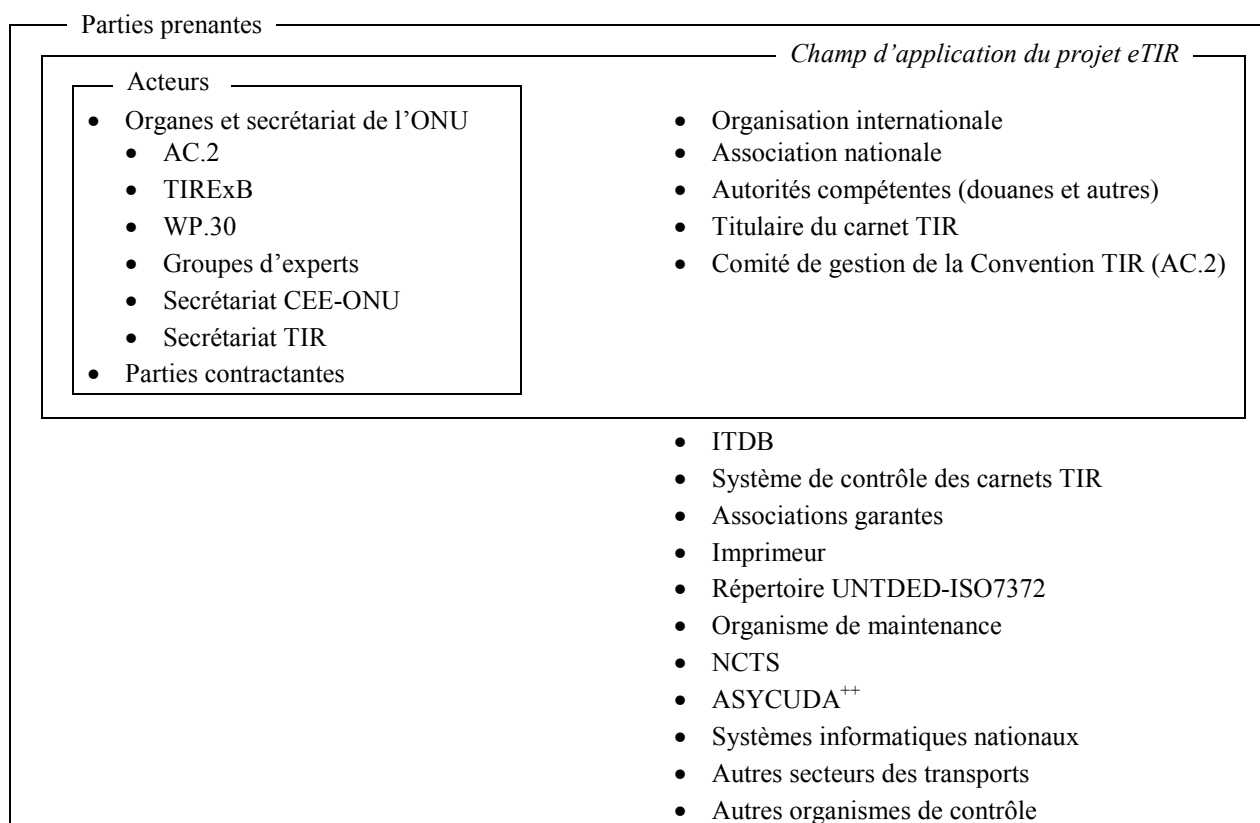 Parties prenantes
Champ d’application du projet eTIR
Acteurs
• Organes et secrétariat de l’ONU
• AC.2
• TIRExB
• WP.30
• Groupes d’experts
• Secrétariat CEE-ONU
• Secrétariat TIR
• Parties contractantes
• Organisation internationale
• Association nationale
• Autorités compétentes (douanes et autres)
• Titulaire du carnet TIR
• Comité de gestion de la Convention TIR (AC.2)
• ITDB
• Système de contrôle des carnets TIR
• Associations garantes
• Imprimeur
• Répertoire UNTDED-ISO7372
• Organisme de maintenance
• NCTS
• ASYCUDA++
• Systèmes informatiques nationaux
• Autres secteurs des transports
• Autres organismes de contrôle